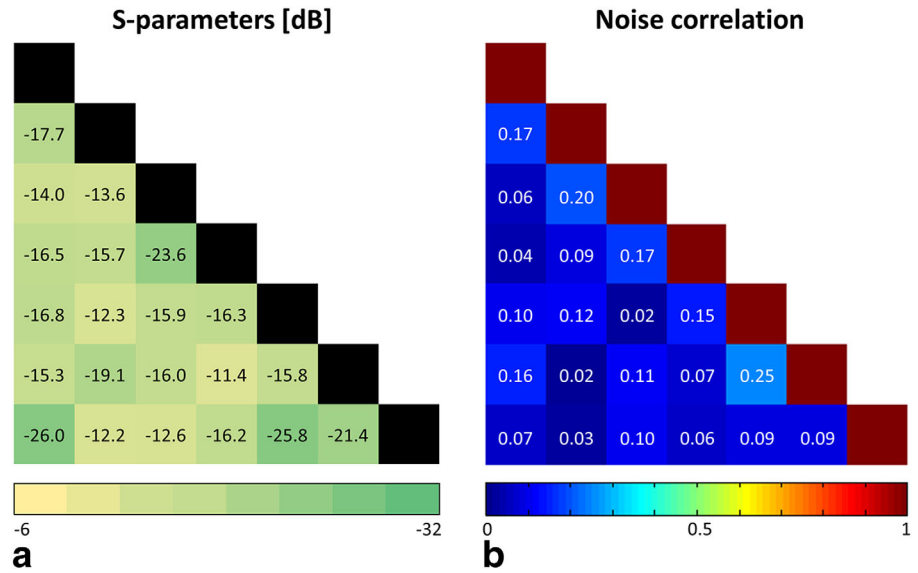 S-parameters [dB]
-17.7
-14.0 -13.6
-16.5 -15.7 -23.6
-16.8 -12.3 -15.9 -16.3
-15.3 -19.1 -16.0 -11.4 -15.8
-26.0 -12.2 -12.6 -16.2 -25.8 -21.4
-6 -32
a
Noise correlation
0.17
0.06 0.20
0.04 0.09 0.17
0.10 0.12 0.02 0.15
0.16 0.02 0.11 0.07 0.25
0.07 0.03 0.10 0.06 0.09 0.09
0 0.5 1
b